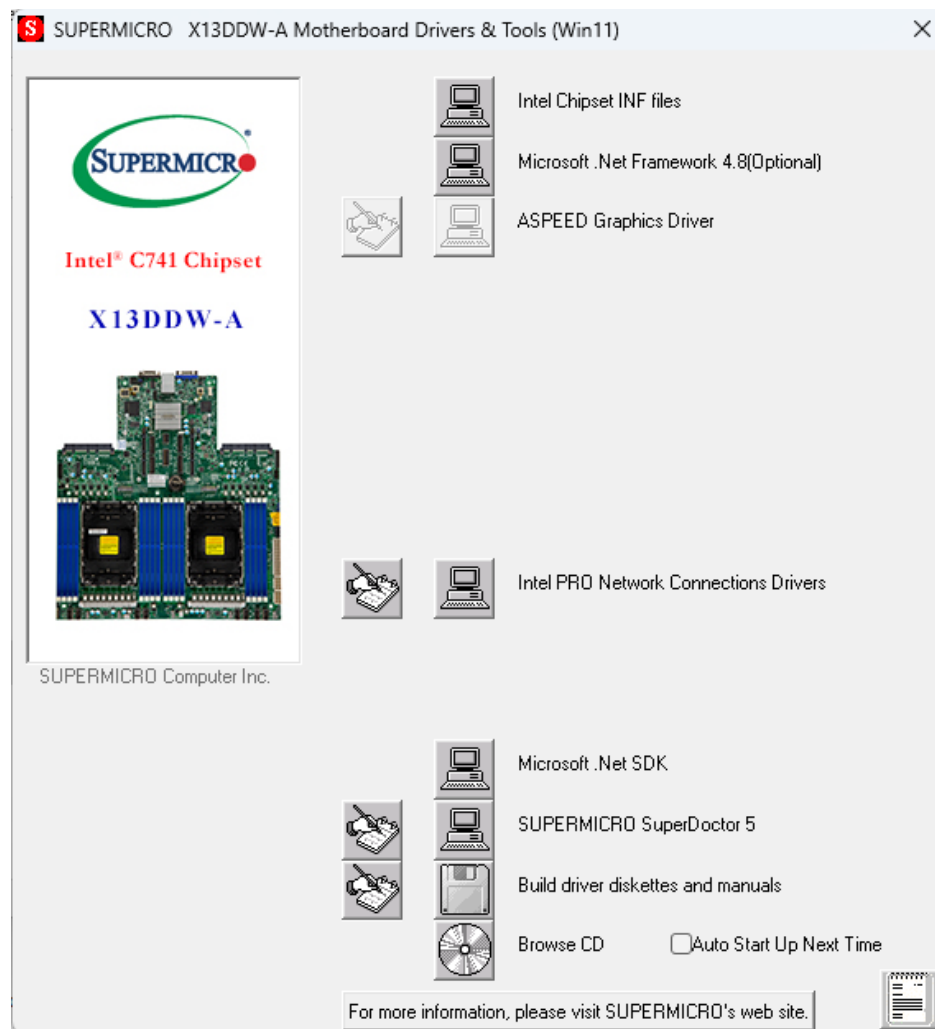 SUPERMICRO X13DDW-A Motherboard Drivers & Tools (Win11)
SUPERMICR
Intel® C741 Chipset
X13DDW-A
SUPERMICRO Computer Inc.
Intel Chipset INF files
Microsoft .Net Framework 4.8(Optional)
ASPEED Graphics Driver
Intel PRO Network Connections Drivers
Microsoft .Net SDK
SUPERMICRO SuperDoctor 5
Build driver diskettes and manuals
Browse CD
Auto Start Up Next Time
For more information, please visit SUPERMICRO's web site.